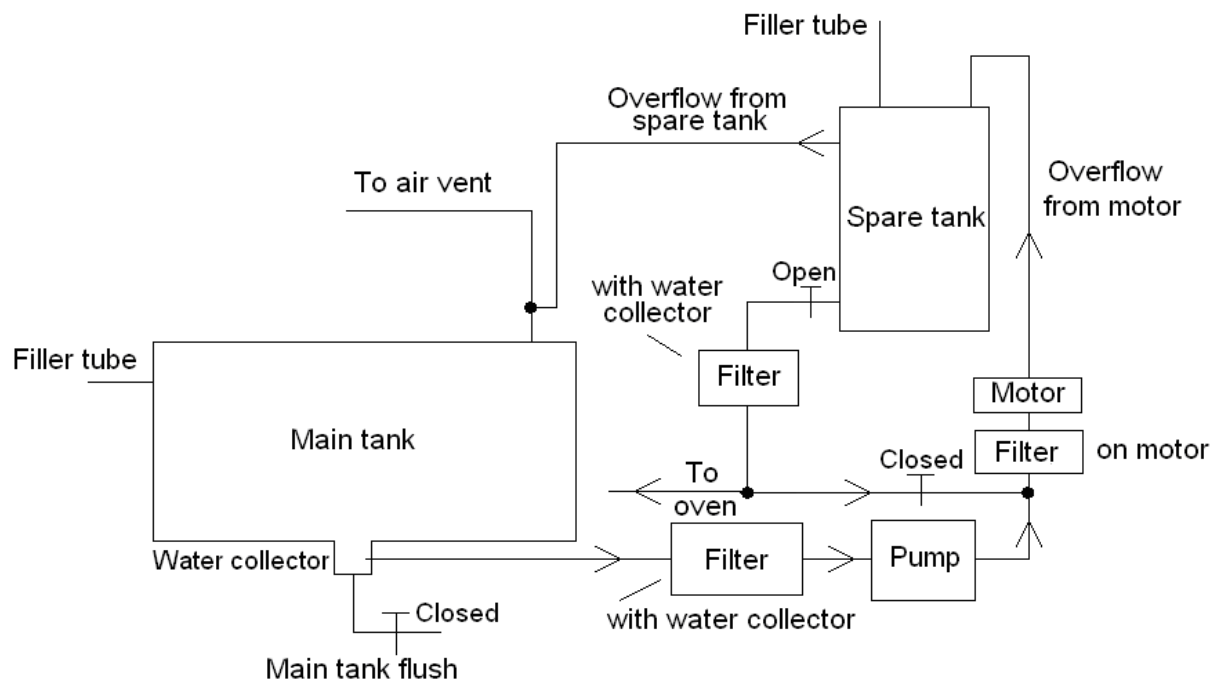 Filler tube
Overflow from
spare tank
To air vent
Overflow
from motor
Spare tank
Open
with water
collector
Filler tube
Filter
Motor
Main tank
Filter
on motor
Closed
To
oven
Water collector
Filter
Pump
Closed
with water collector
Main tank flush